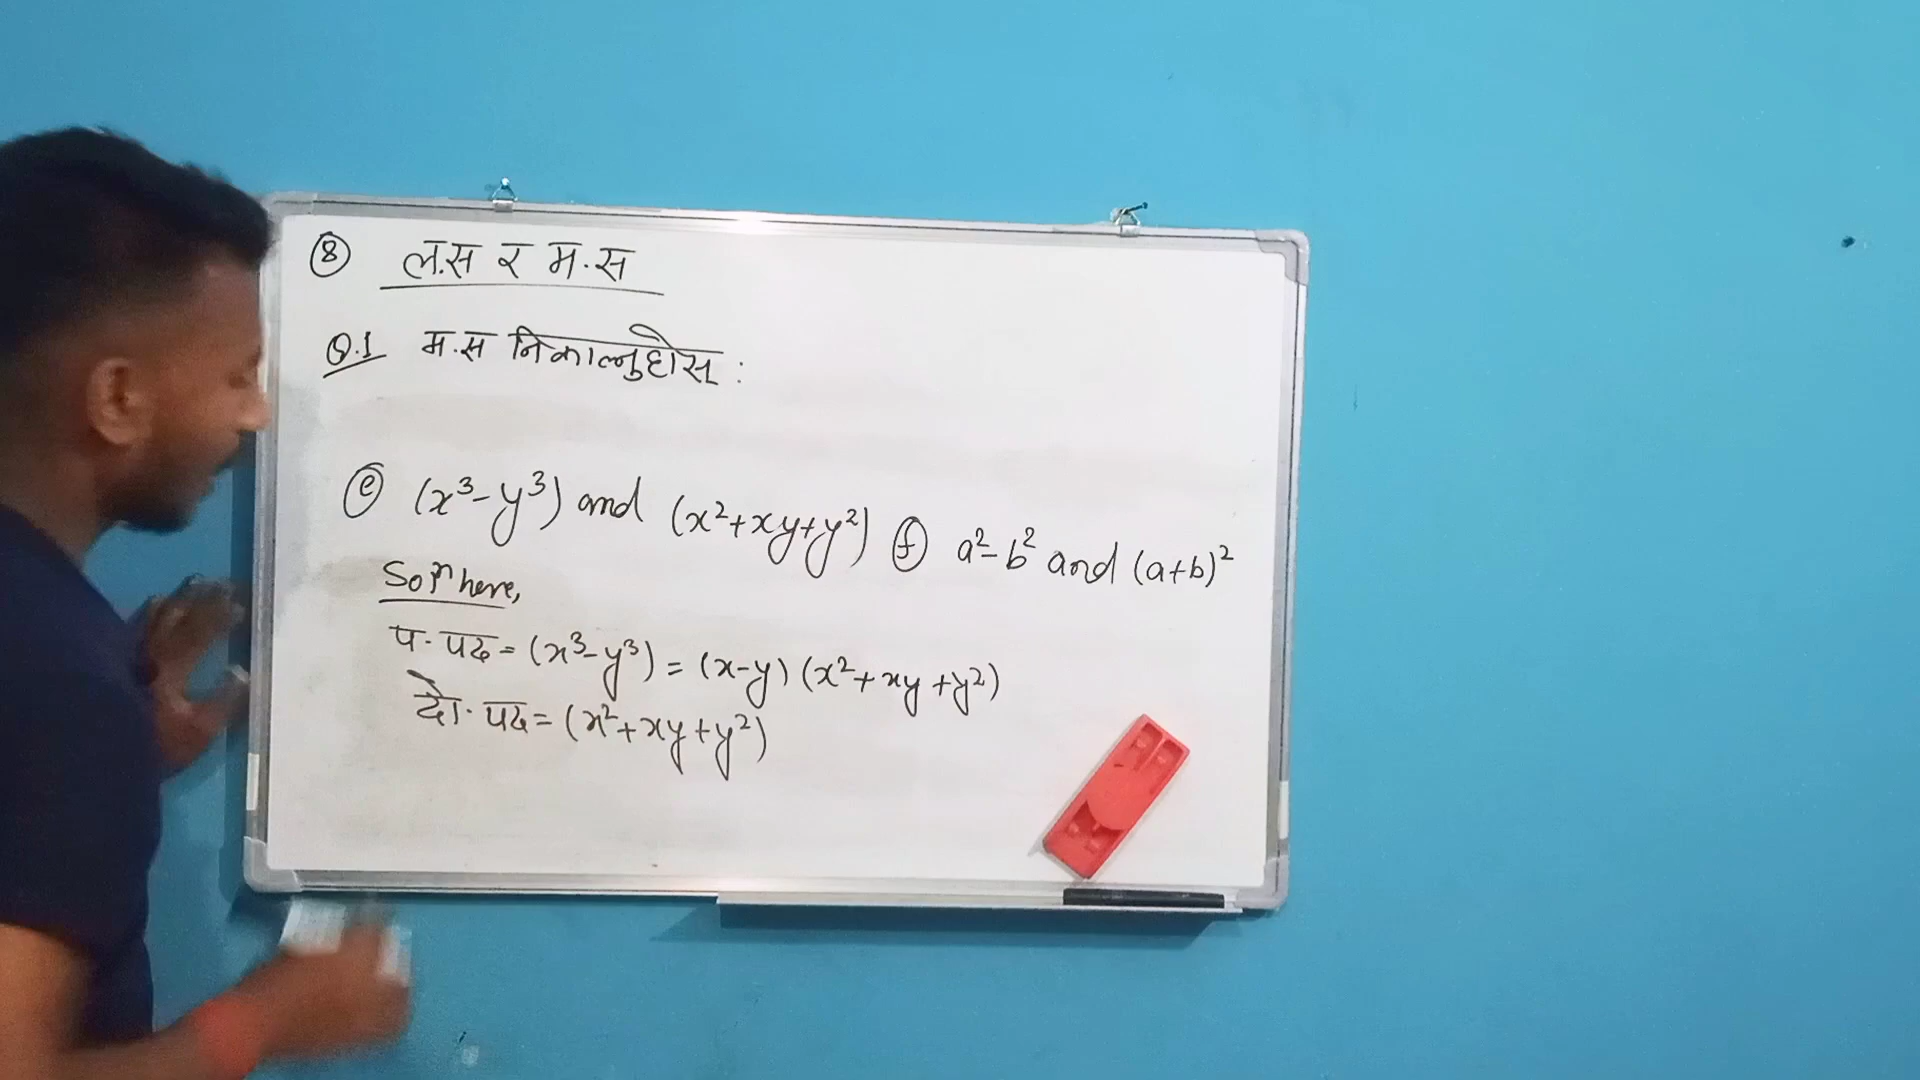 ⑧ ल.स र म.स
Q.1 म.स निकाल्नुहोस् :
ⓔ (x³-y³) and (x²+xy+y²) ⓕ a²-b² and (a+b)²
Solⁿ here,
प. पद = (x³-y³) = (x-y) (x²+xy+y²)
दो. पद = (x²+xy+y²)